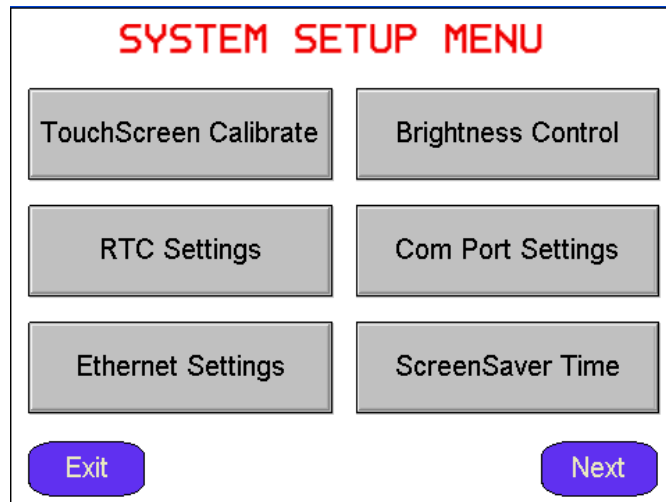 SYSTEM SETUP MENU
TouchScreen Calibrate
Brightness Control
RTC Settings
Com Port Settings
Ethernet Settings
ScreenSaver Time
Exit
Next